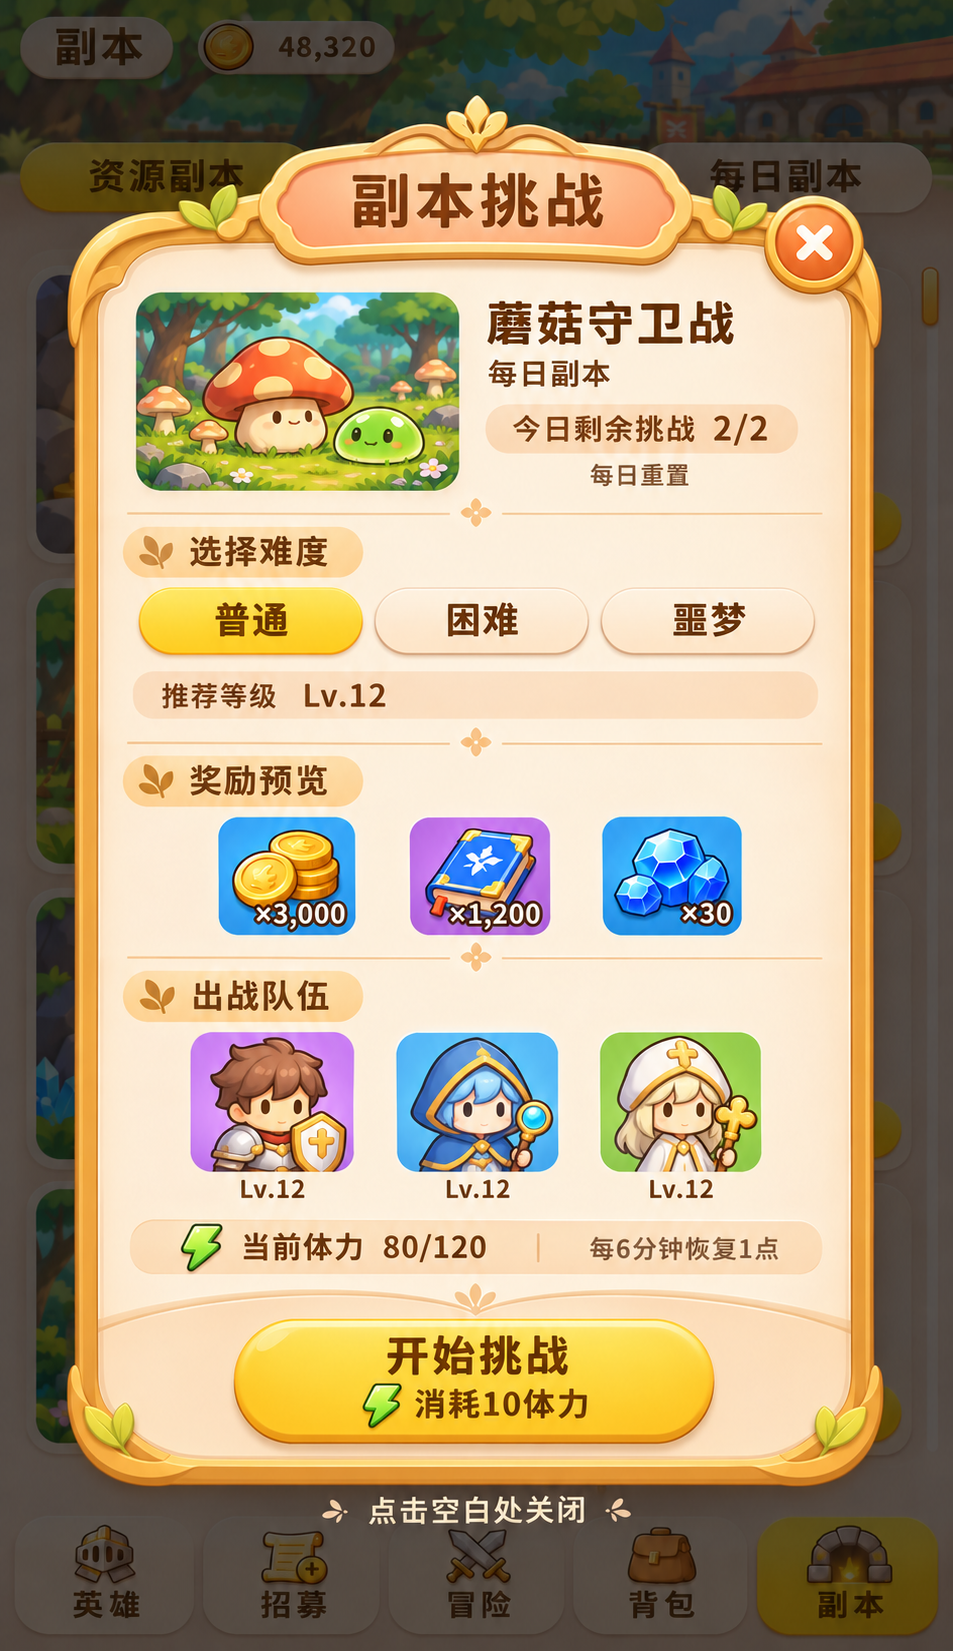 副本
48,320
资源副本
每日副本
副本挑战
蘑菇守卫战
每日副本
今日剩余挑战 2/2
每日重置
选择难度
普通
困难
噩梦
推荐等级 Lv.12
奖励预览
×3,000
×1,200
×30
出战队伍
Lv.12
Lv.12
Lv.12
当前体力 80/120
每6分钟恢复1点
开始挑战
消耗10体力
点击空白处关闭
英雄
招募
冒险
背包
副本